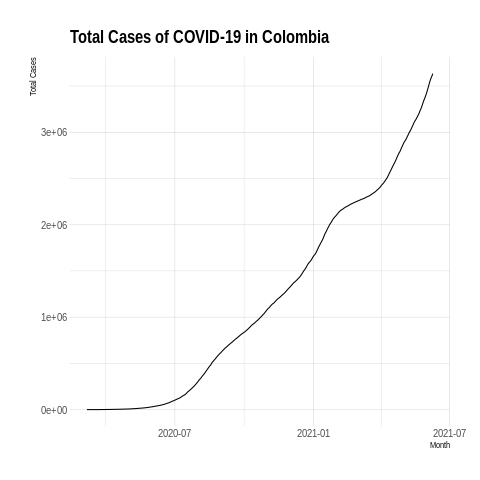 Total Cases of COVID-19 in Colombia
Total Cases
3e+06
2e+06
1e+06
0e+00
2020-07
2021-01
2021-07
Month